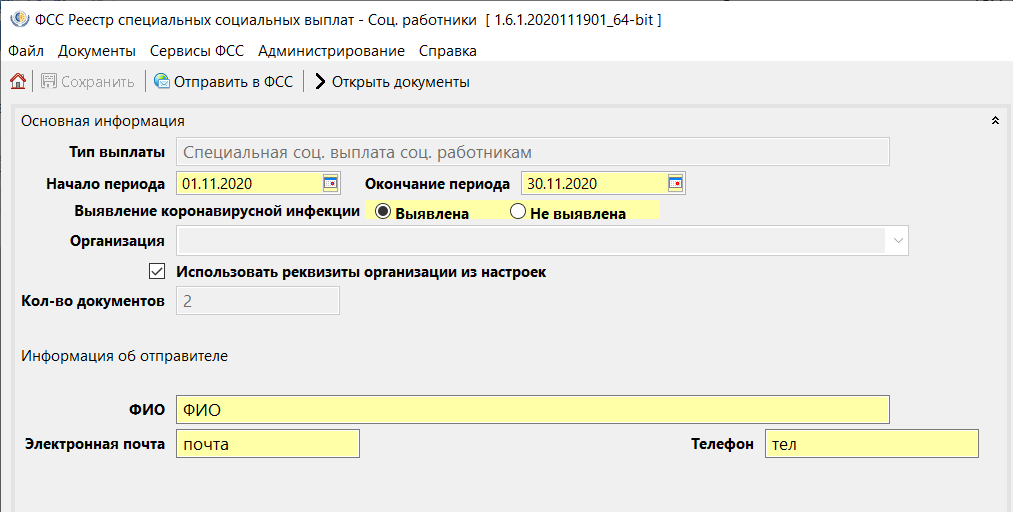 ФСС Реестр специальных социальных выплат - Соц. работники [ 1.6.1.2020111901_64-bit ]
Файл Документы Сервисы ФСС Администрирование Справка
Сохранить Отправить в ФСС Открыть документы
Основная информация
Тип выплаты Специальная соц. выплата соц. работникам
Начало периода 01.11.2020 Окончание периода 30.11.2020
Выявление коронавирусной инфекции Выявлена Не выявлена
Организация
Использовать реквизиты организации из настроек
Кол-во документов 2
Информация об отправителе
ФИО ФИО
Электронная почта почта Телефон тел